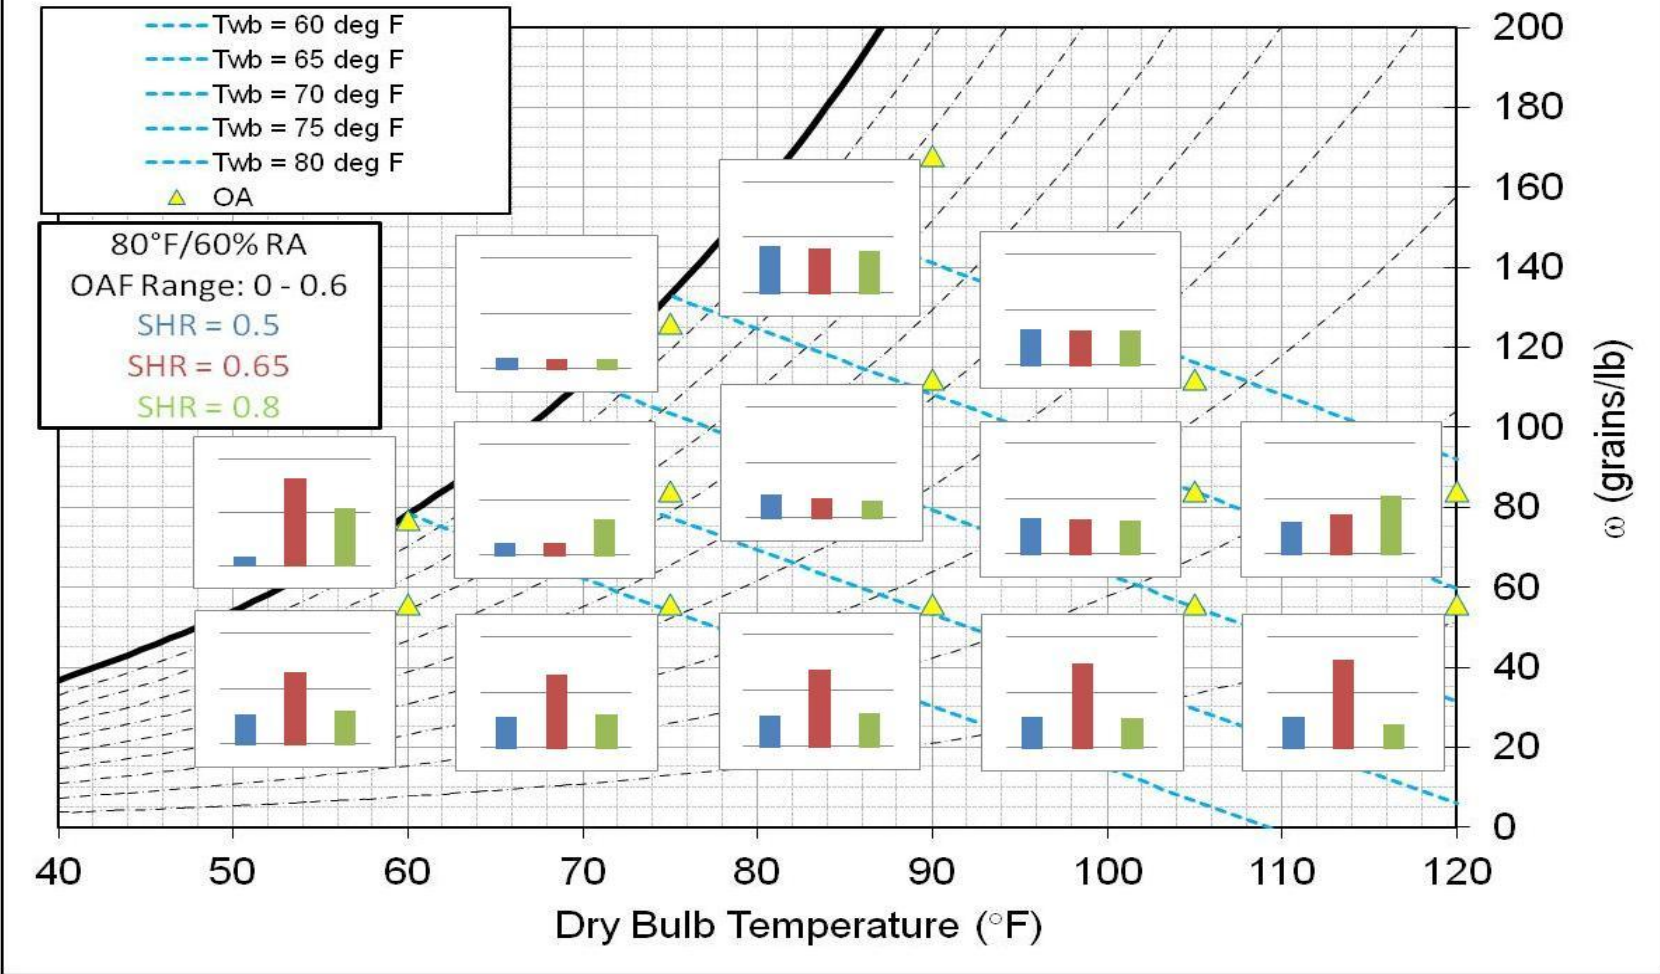 Twb = 60 deg F
Twb = 65 deg F
Twb = 70 deg F
Twb = 75 deg F
Twb = 80 deg F
OA
80°F/60% RA
OAF Range: 0 - 0.6
SHR = 0.5
SHR = 0.65
SHR = 0.8
200
180
160
140
120
100
80
60
40
20
0
ω (grains/lb)
40 50 60 70 80 90 100 110 120
Dry Bulb Temperature (°F)